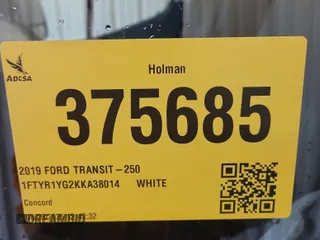 ADESA
Holman
375685
2019 FORD TRANSIT-250
1FTYR1YG2KKA38014 WHITE
Concord